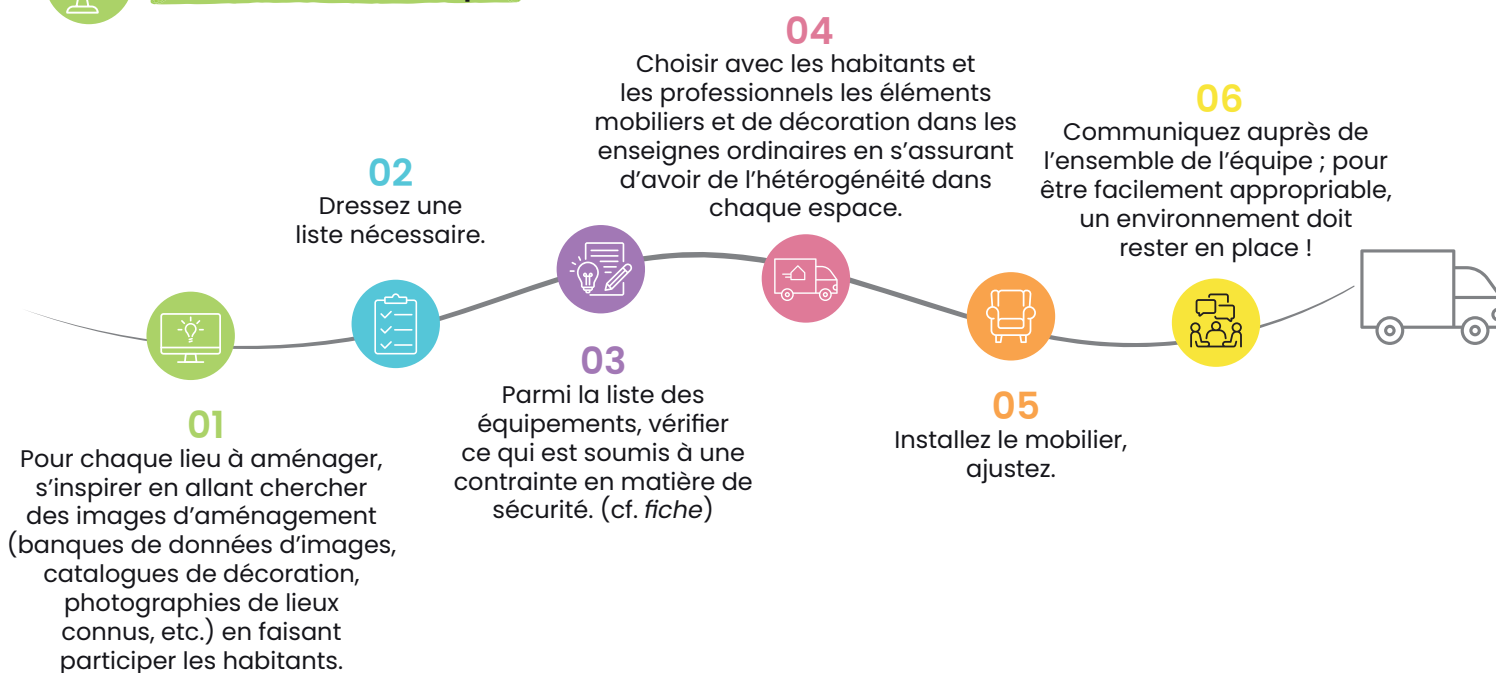 01
Pour chaque lieu à aménager,
s’inspirer en allant chercher
des images d’aménagement
(banques de données d’images,
catalogues de décoration,
photographies de lieux
connus, etc.) en faisant
participer les habitants.
02
Dressez une
liste nécessaire.
03
Parmi la liste des
équipements, vérifier
ce qui est soumis à une
contrainte en matière de
sécurité. (cf. fiche)
04
Choisir avec les habitants et
les professionnels les éléments
mobiliers et de décoration dans les
enseignes ordinaires en s’assurant
d’avoir de l’hétérogénéité dans
chaque espace.
05
Installez le mobilier,
ajustez.
06
Communiquez auprès de
l’ensemble de l’équipe ; pour
être facilement appropriable,
un environnement doit
rester en place !